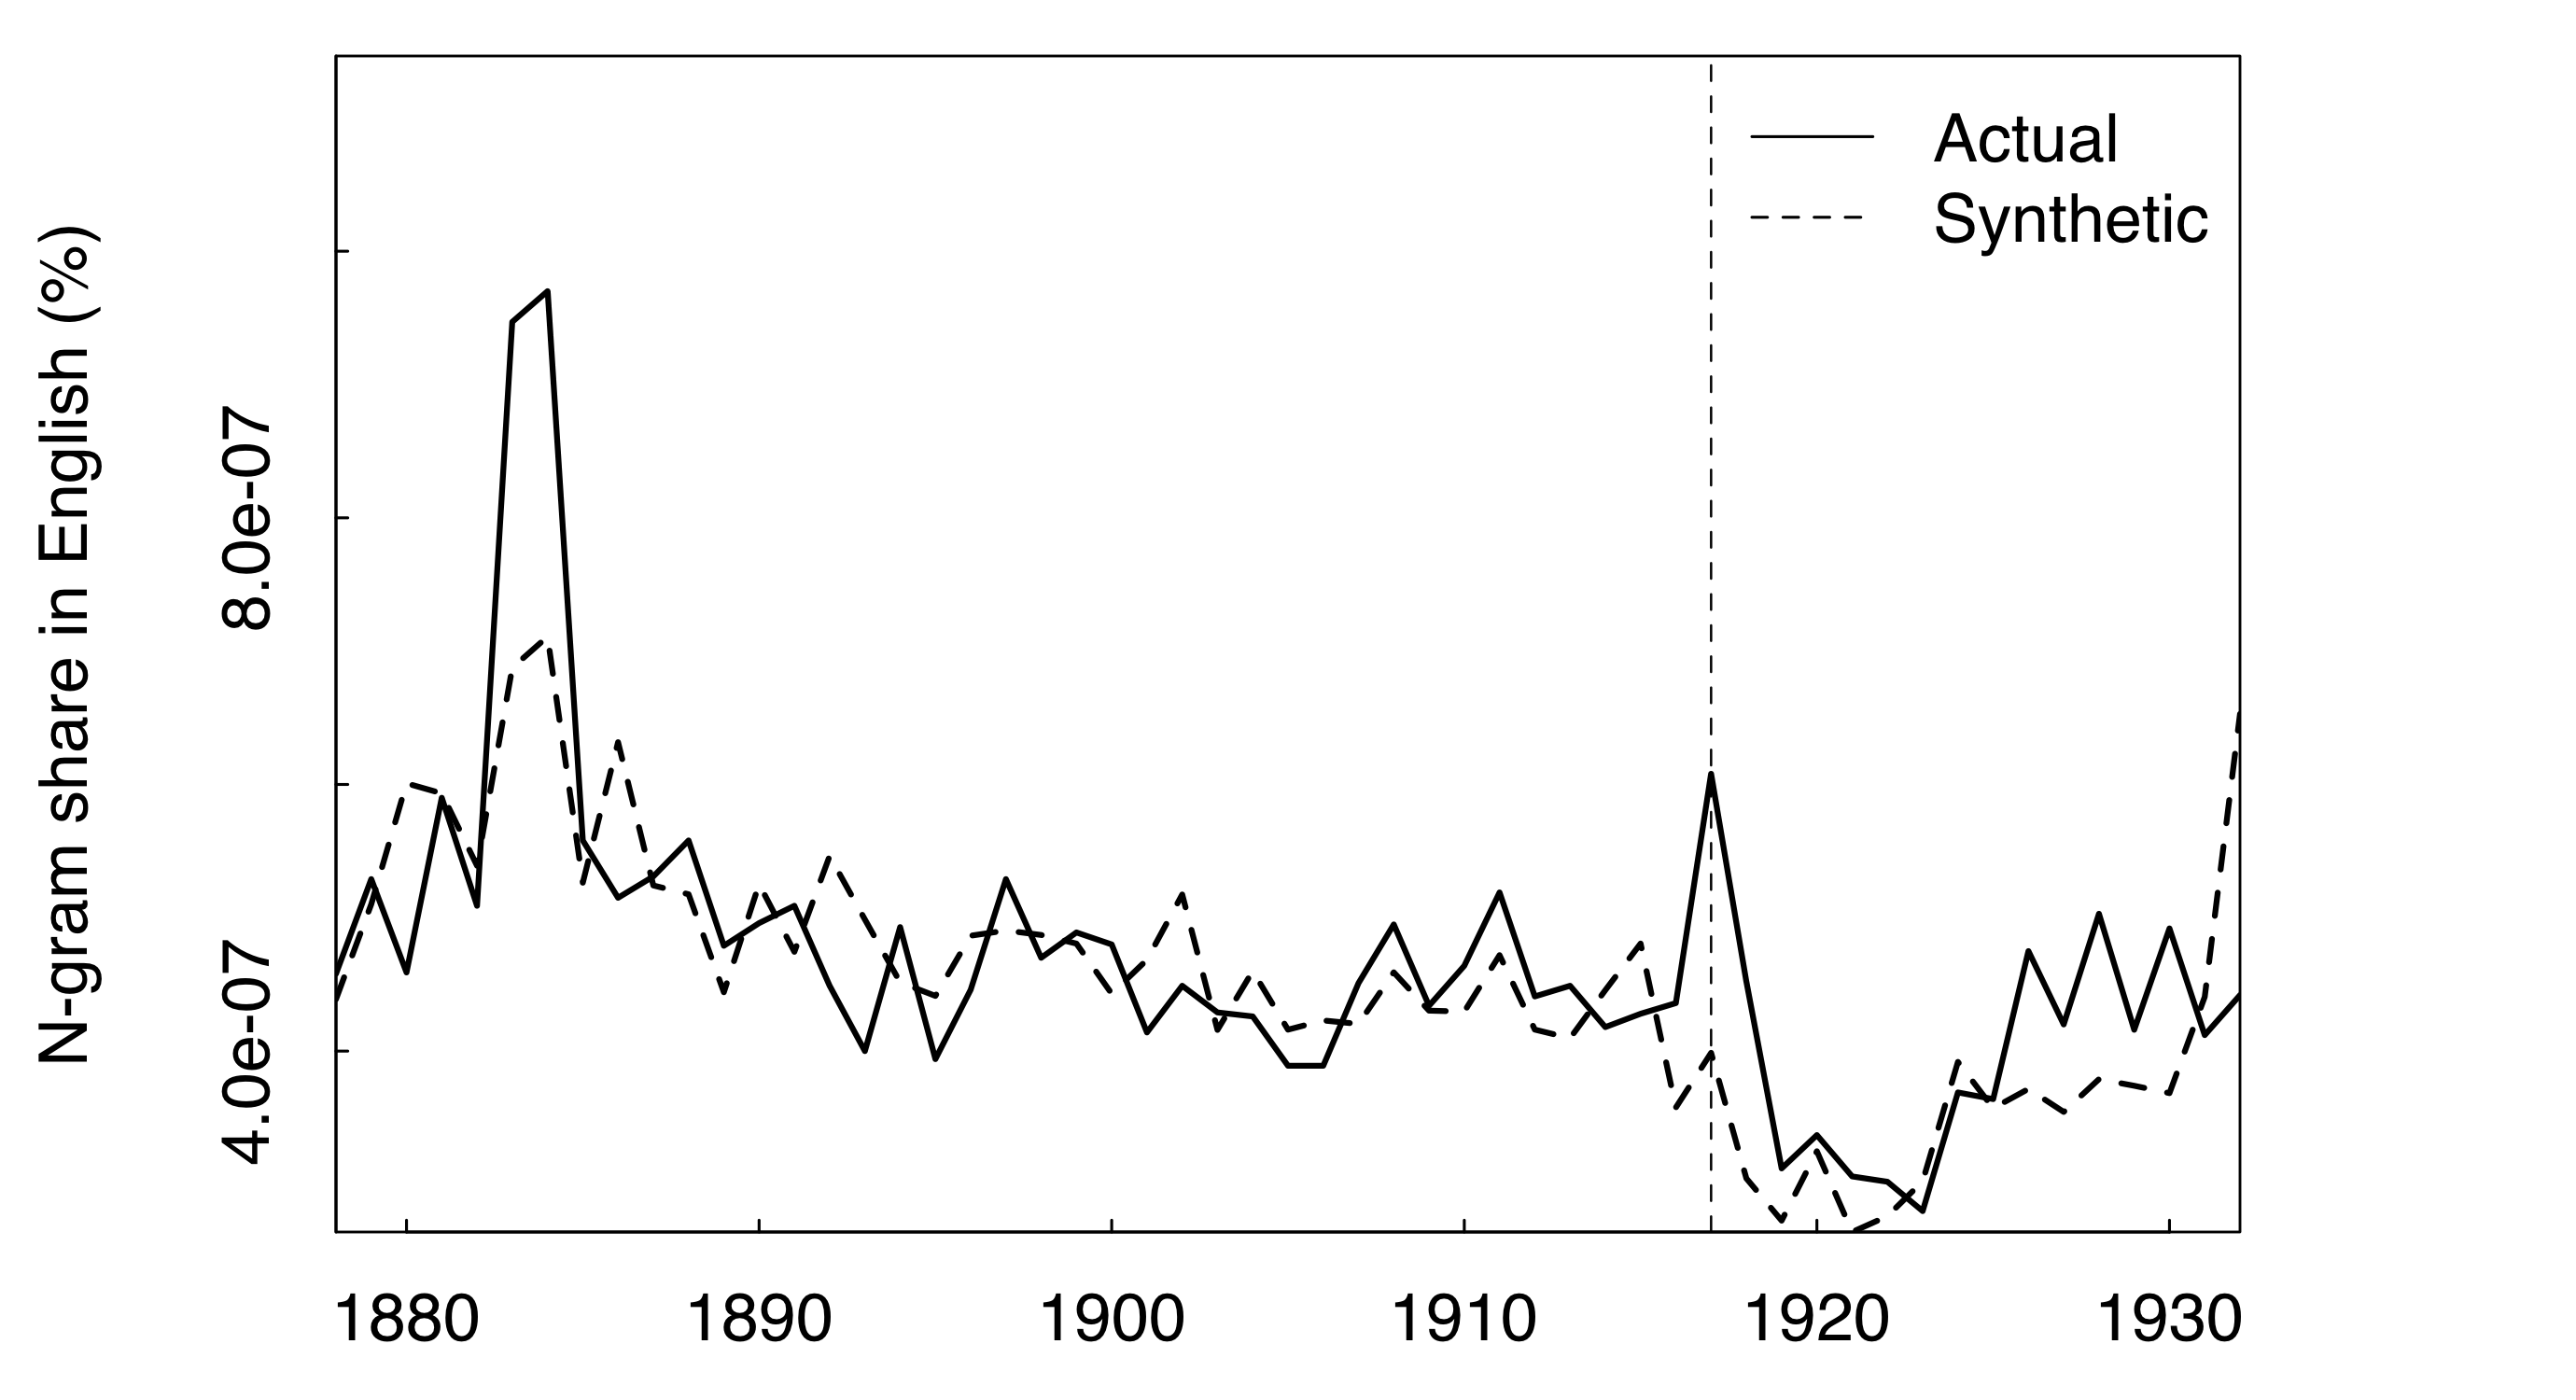 N-gram share in English (%)
8.0e-07
4.0e-07
Actual
Synthetic
1880 1890 1900 1910 1920 1930